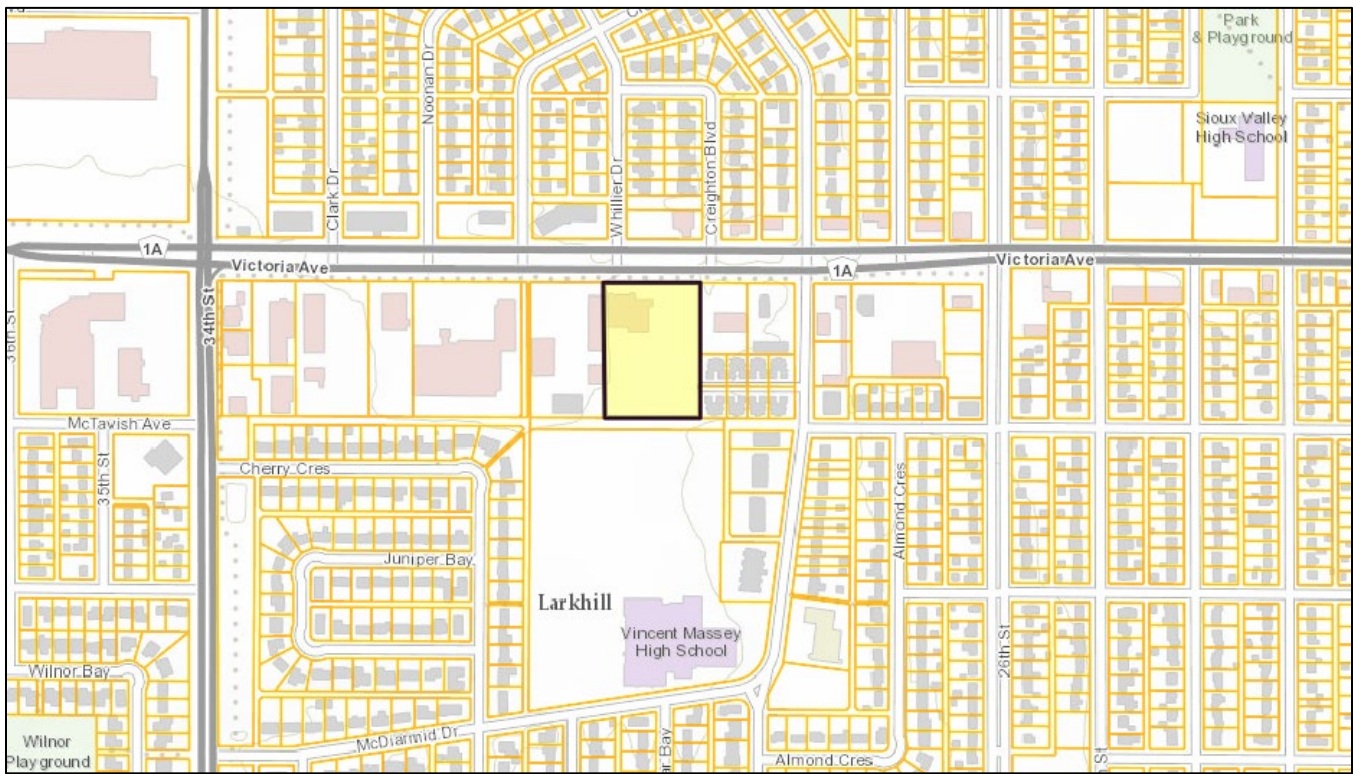 Park
& Playground
Noonan Dr
Sioux Valley
High School
Clark Dr
Whillier Dr
Creighton Blvd
1A
Victoria Ave
1A
Victoria Ave
36th St
34th St
McTavish Ave
35th St
Cherry Cres
Almond Cres
Juniper Bay
Larkhill
Vincent Massey
High School
26th St
Wilnor Bay
McDiarmid Dr
Wilnor
Playground
Almond Cres